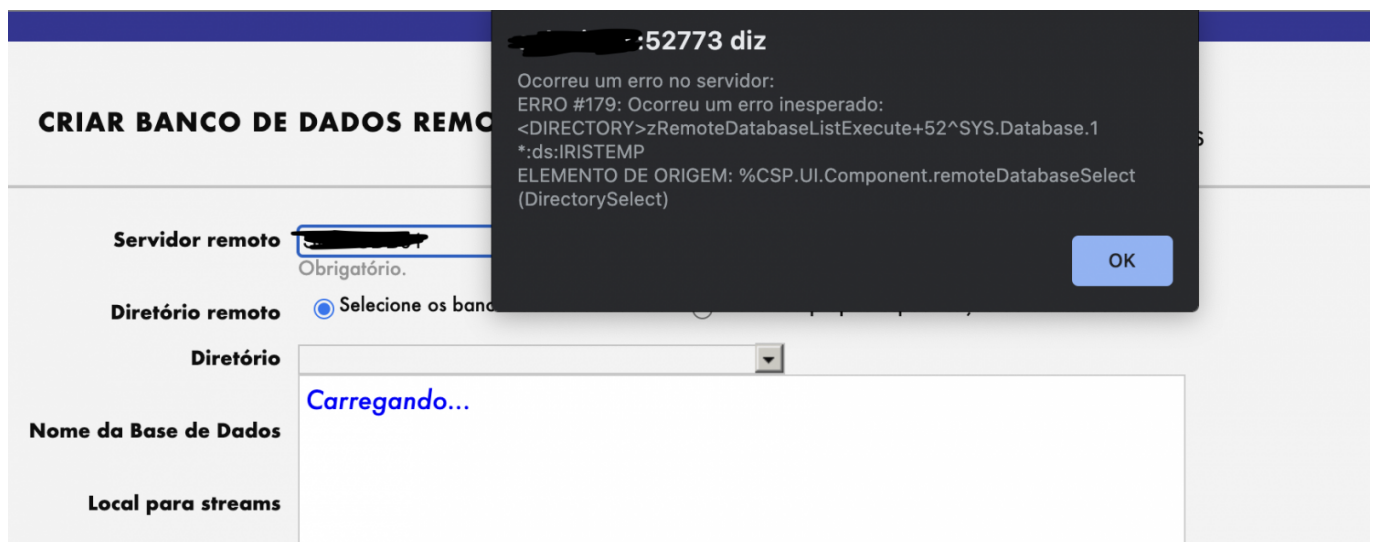 :52773 diz
Ocorreu um erro no servidor:
ERRO #179: Ocorreu um erro inesperado:
<DIRECTORY>zRemoteDatabaseListExecute+52^SYS.Database.1
*:ds:IRISTEMP
ELEMENTO DE ORIGEM: %CSP.UI.Component.remoteDatabaseSelect
(DirectorySelect)
OK
CRIAR BANCO DE DADOS REMO
Servidor remoto
Obrigatório.
Diretório remoto
Selecione os banc
Diretório
Carregando...
Nome da Base de Dados
Local para streams